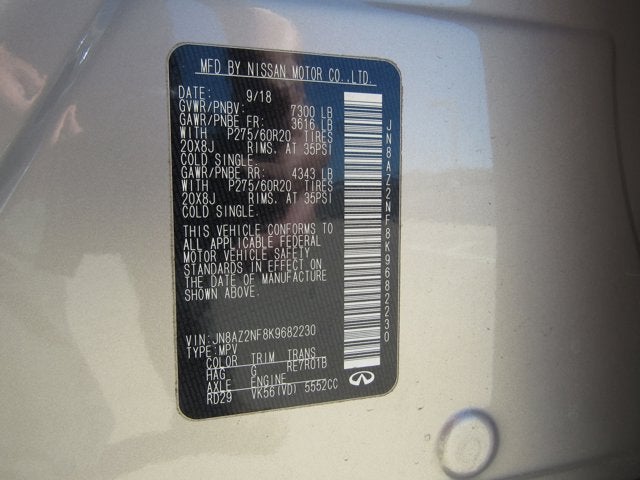 MFD BY NISSAN MOTOR CO.,LTD.
DATE: 9/18
GVWR/PNBV: 7300 LB
GAWR/PNBE FR: 3616 LB
WITH P275/60R20 TIRES
20X8J RIMS. AT 35PSI
COLD SINGLE.
GAWR/PNBE RR: 4343 LB
WITH P275/60R20 TIRES
20X8J RIMS. AT 35PSI
COLD SINGLE.
THIS VEHICLE CONFORMS TO
ALL APPLICABLE FEDERAL
MOTOR VEHICLE SAFETY
STANDARDS IN EFFECT ON
THE DATE OF MANUFACTURE
SHOWN ABOVE.
VIN: JN8AZ2NF8K9682230
TYPE: MPV
COLOR TRIM TRANS
HAG G RE7R01B
AXLE ENGINE
RD29 VK56(VD) 5552CC
JN8AZ2NF8K9682230